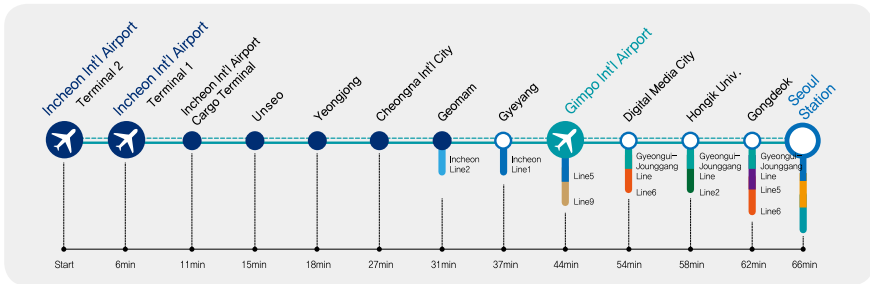 Incheon Int'l Airport
Terminal 2
Incheon Int'l Airport
Terminal 1
Incheon Int'l Airport
Cargo Terminal
Unseo
Yeongjong
Cheongna Int'l City
Geomam
Gyeyang
Gimpo Int'l Airport
Digital Media City
Hongik Univ.
Gongdeok
Seoul
Station
Incheon
Line2
Incheon
Line1
Line5
Line9
Gyeongui-
Jounggang
Line
Line6
Gyeongui-
Jounggang
Line
Line2
Gyeongui-
Jounggang
Line
Line5
Line6
Start
6min
11min
15min
18min
27min
31min
37min
44min
54min
58min
62min
66min